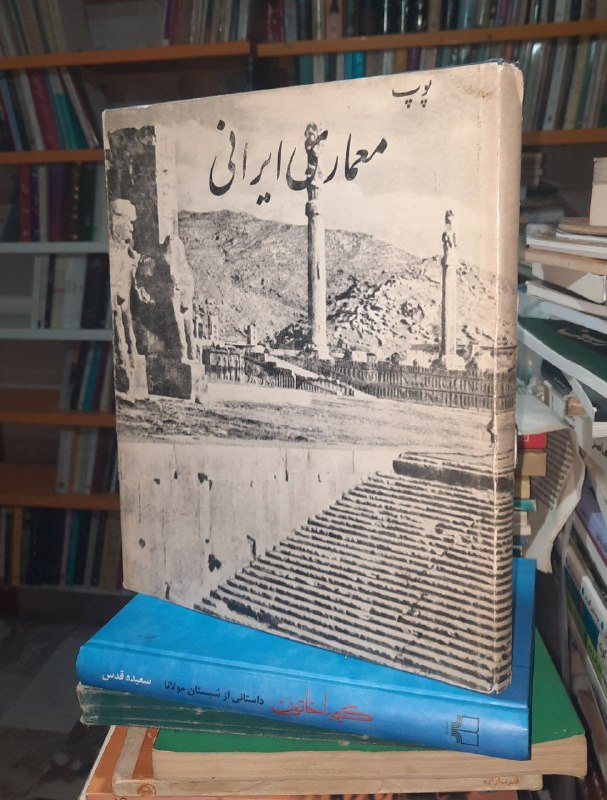 پوپ
معماری ایرانی
کیمیا خاتون
داستانی از شبستان مولانا
سعیده قدس